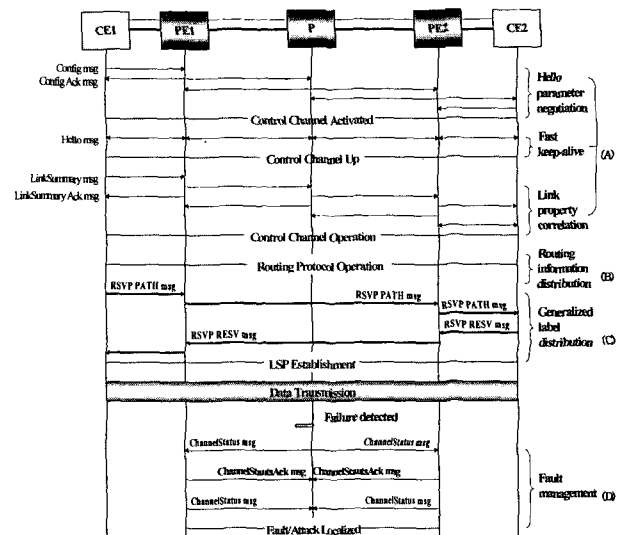 CE1 PE1 P PE2 CE2
Config msg
Config Ack msg
Hello
parameter
negotiation
Control Channel Activated
Hello msg
Fast
keep-alive
(A)
Control Channel Up
LinkSummary msg
LinkSummary Ack msg
Link
property
correlation
Control Channel Operation
Routing
information
distribution
(B)
Routing Protocol Operation
RSVP PATH msg
RSVP PATH msg
RSVP PATH msg
RSVP RESV msg
RSVP RESV msg
Generalized
label
distribution
(C)
LSP Establishment
Data Transmission
Failure detected
ChannelStatus msg ChannelStatus msg
ChannelStautsAck msg ChannelStautsAck msg
ChannelStatus msg ChannelStatus msg
Fault
management
(D)
Fault/Attack Localized